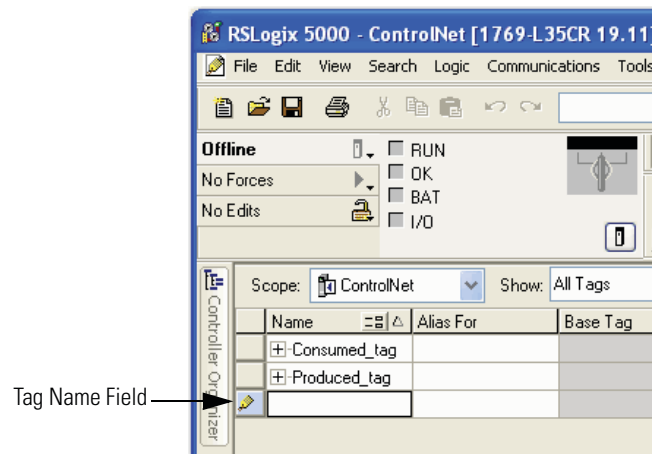 RSLogix 5000 - ControlNet [1769-L35CR 19.11]
File Edit View Search Logic Communications Tools
Offline
RUN
No Forces
OK
No Edits
BAT
I/O
Controller Organizer
Scope: ControlNet Show: All Tags
Name Alias For Base Tag
Consumed_tag
Produced_tag
Tag Name Field